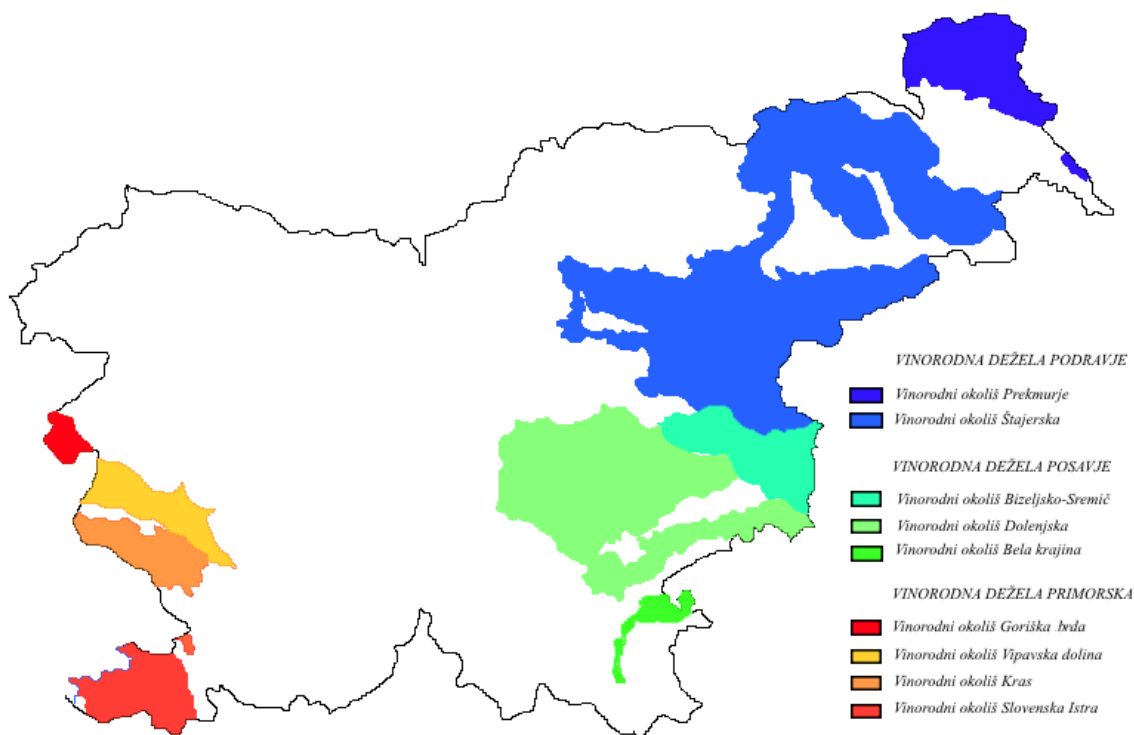 VINORODNA DEŽELA PODRAVJE
Vinorodni okoliš Prekmurje
Vinorodni okoliš Štajerska
VINORODNA DEŽELA POSAVJE
Vinorodni okoliš Bizeljsko-Sremič
Vinorodni okoliš Dolenjska
Vinorodni okoliš Bela krajina
VINORODNA DEŽELA PRIMORSKA
Vinorodni okoliš Goriška .brda
Vinorodni okoliš Vipavska dolina
Vinorodni okoliš Kras
Vinorodni okoliš Slovenska Istra